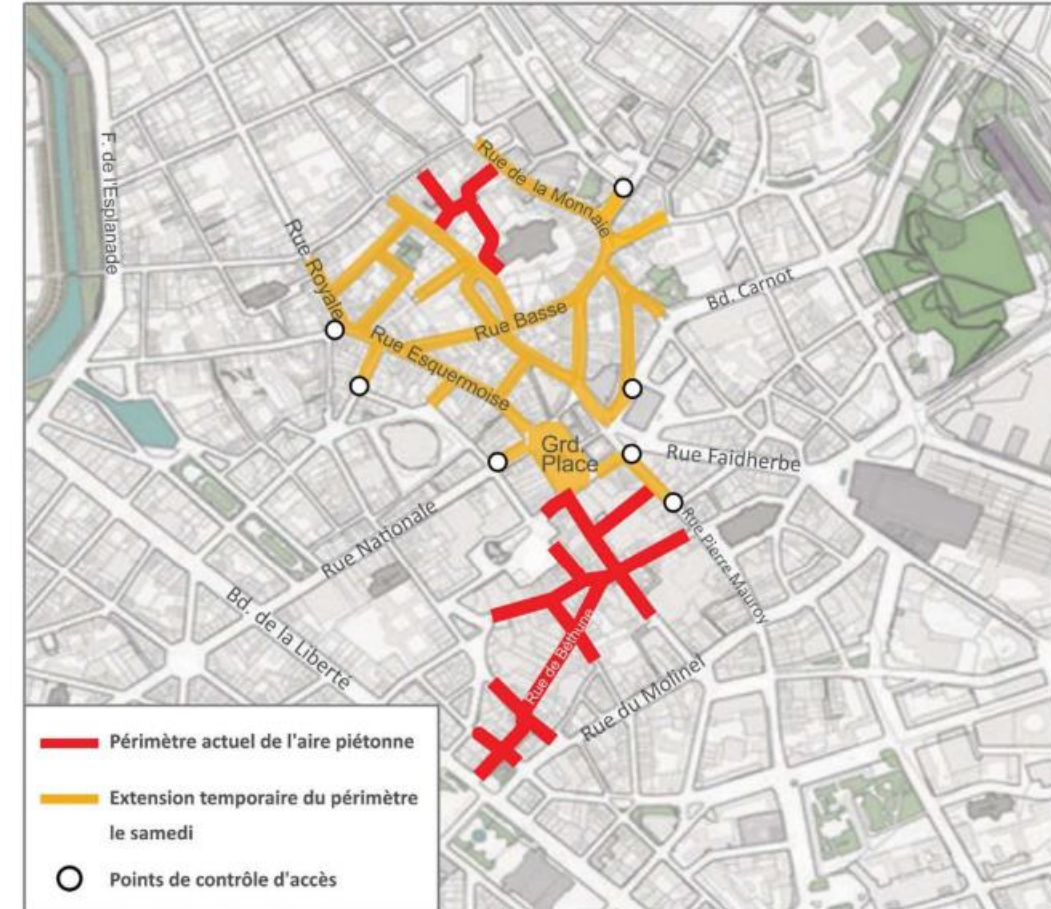 F. de l'Esplanade
Rue de la Monnaie
Rue Royale
Bd. Carnot
Rue Basse
Rue Esquermoise
Grd.
Place
Rue Faidherbe
Rue Nationale
Rue Pierre Mauroy
Bd. de la Liberté
Rue de Béthune
Rue du Molinel
Périmètre actuel de l'aire piétonne
Extension temporaire du périmètre
le samedi
Points de contrôle d'accès